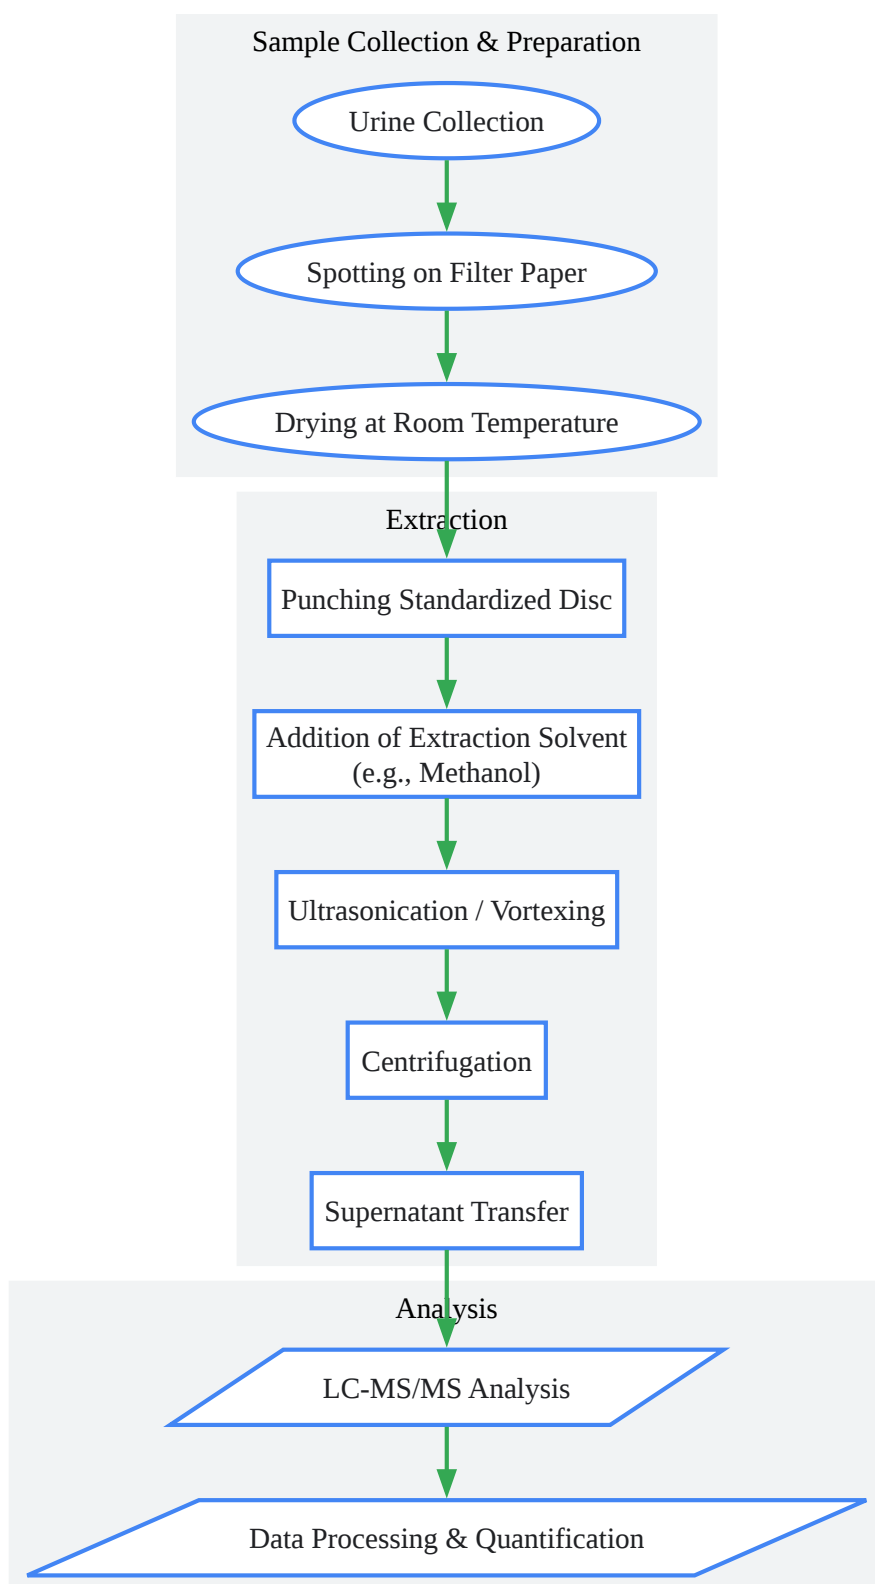 Sample Collection & Preparation
Urine Collection
Spotting on Filter Paper
Drying at Room Temperature
Extraction
Punching Standardized Disc
Addition of Extraction Solvent
(e.g., Methanol)
Ultrasonication / Vortexing
Centrifugation
Supernatant Transfer
Analysis
LC-MS/MS Analysis
Data Processing & Quantification